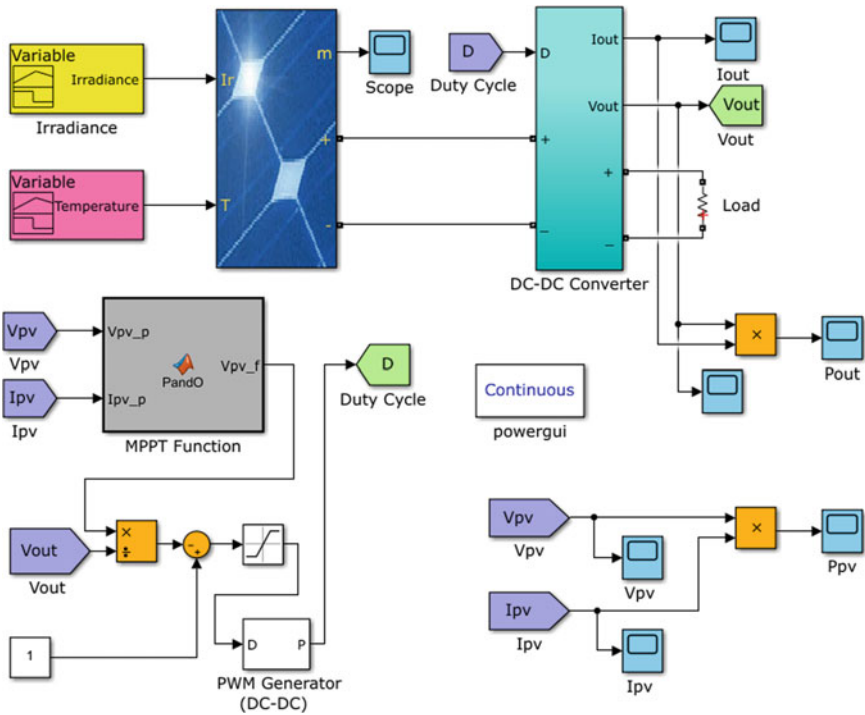 Variable
Irradiance
Irradiance
Variable
Temperature
Ir
T
m
+
-
Scope
D
Duty Cycle
D
+
−
Iout
Vout
+
−
DC-DC Converter
Iout
Vout
Vout
Load
×
Pout
Vpv
Vpv
Ipv
Ipv
Vpv_p
Ipv_p
PandO
Vpv_f
MPPT Function
D
Duty Cycle
Continuous
powergui
Vout
Vout
×
÷
-
+
1
D
P
PWM Generator
(DC-DC)
Vpv
Vpv
Vpv
Ipv
Ipv
Ipv
×
Ppv